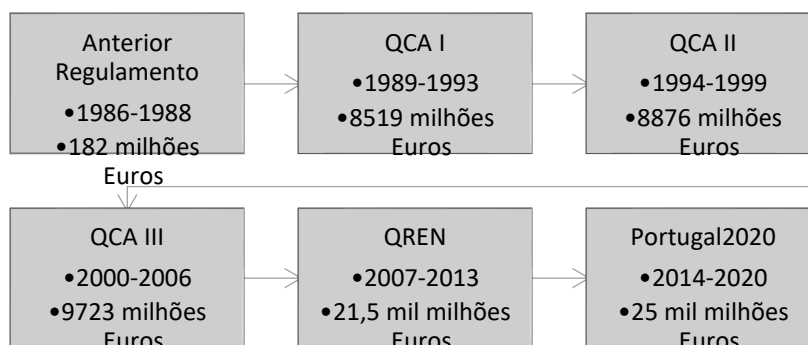 Anterior
Regulamento
•1986-1988
•182 milhões
Euros
QCA I
•1989-1993
•8519 milhões
Euros
QCA II
•1994-1999
•8876 milhões
Euros
QCA III
•2000-2006
•9723 milhões
Euros
QREN
•2007-2013
•21,5 mil milhões
Euros
Portugal2020
•2014-2020
•25 mil milhões
Euros